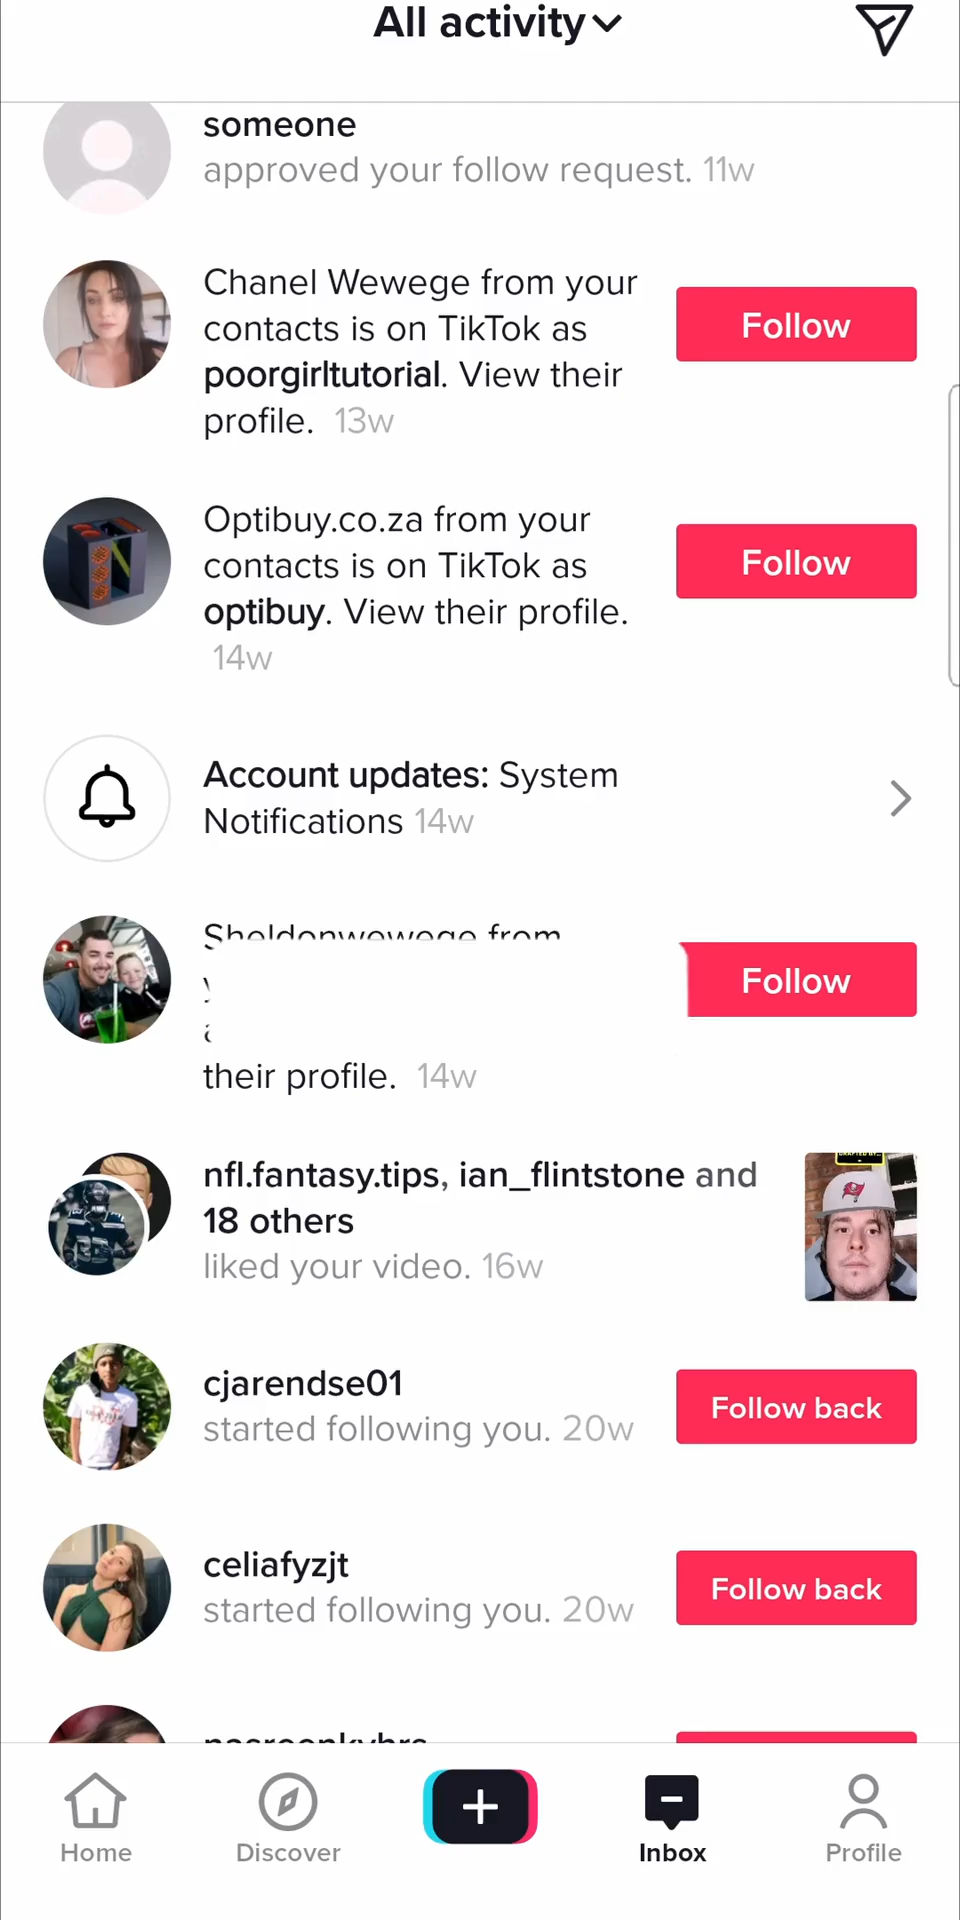 All activity
someone
approved your follow request. 11w
Chanel Wewege from your
contacts is on TikTok as
poorgirltutorial. View their
profile. 13w
Follow
Optibuy.co.za from your
contacts is on TikTok as
optibuy. View their profile.
14w
Follow
Account updates: System
Notifications 14w
Sheldonwewege from
their profile. 14w
Follow
nfl.fantasy.tips, ian_flintstone and
18 others
liked your video. 16w
cjarendse01
started following you. 20w
Follow back
celiafyzjt
started following you. 20w
Follow back
Home
Discover
Inbox
Profile